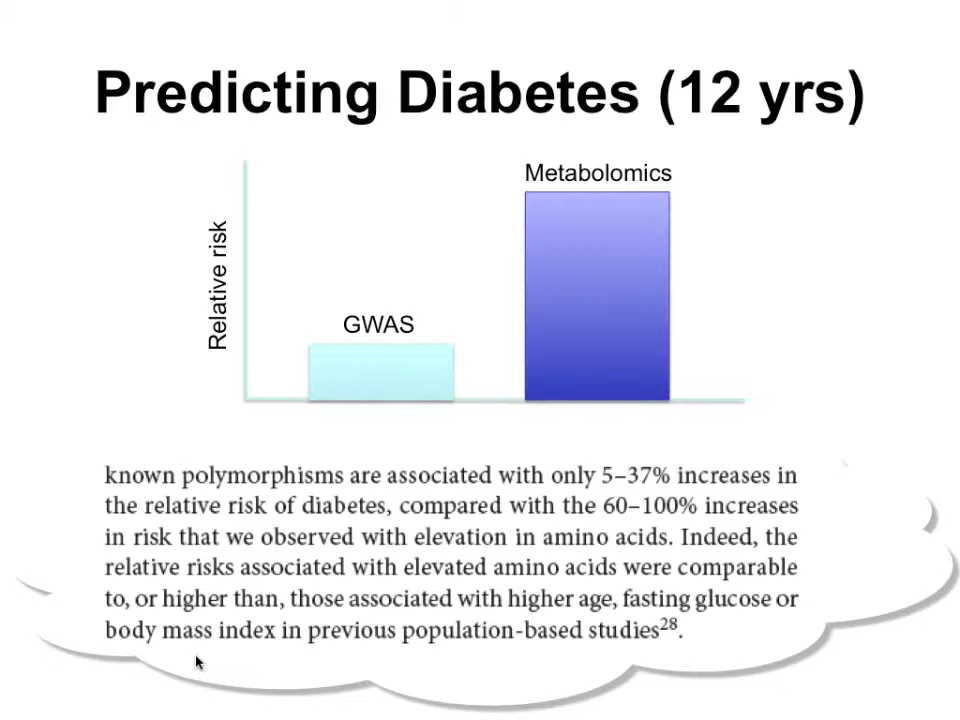 Predicting Diabetes (12 yrs)
Metabolomics
Relative risk
GWAS
known polymorphisms are associated with only 5–37% increases in
the relative risk of diabetes, compared with the 60–100% increases
in risk that we observed with elevation in amino acids. Indeed, the
relative risks associated with elevated amino acids were comparable
to, or higher than, those associated with higher age, fasting glucose or
body mass index in previous population-based studies28.